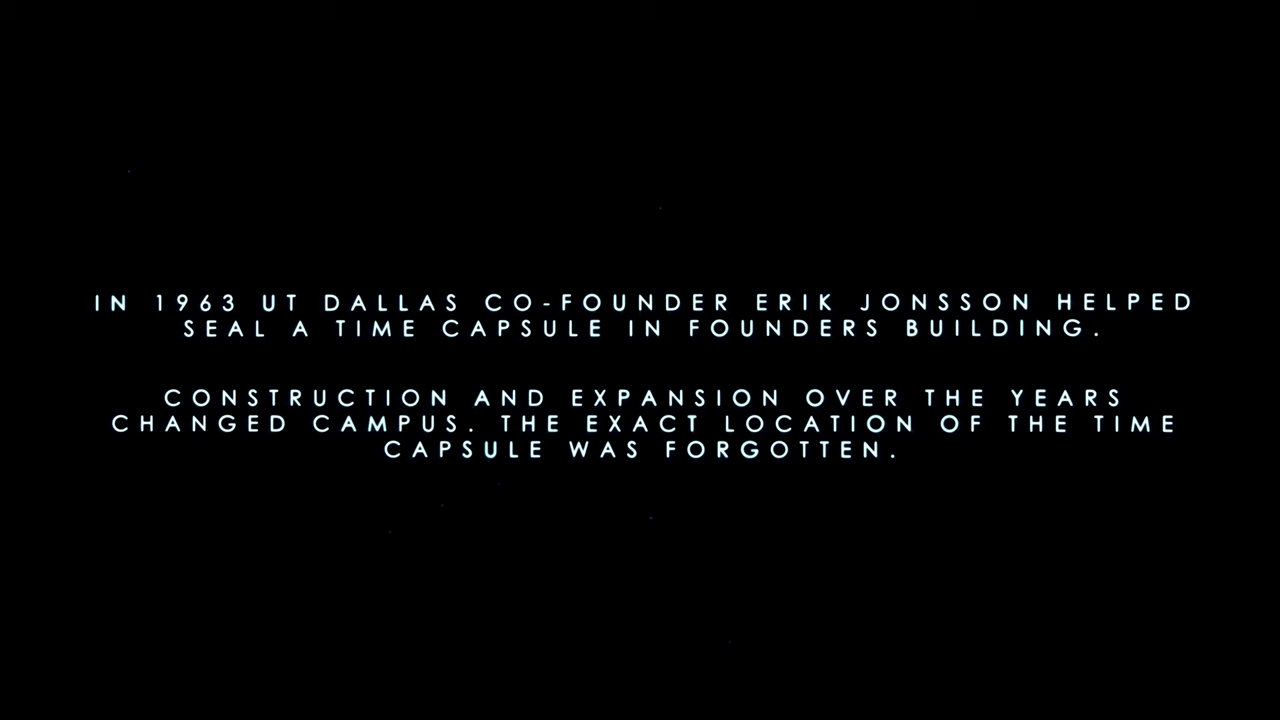 IN 1963 UT DALLAS CO-FOUNDER ERIK JONSSON HELPED
SEAL A TIME CAPSULE IN FOUNDERS BUILDING.
CONSTRUCTION AND EXPANSION OVER THE YEARS
CHANGED CAMPUS. THE EXACT LOCATION OF THE TIME
CAPSULE WAS FORGOTTEN.